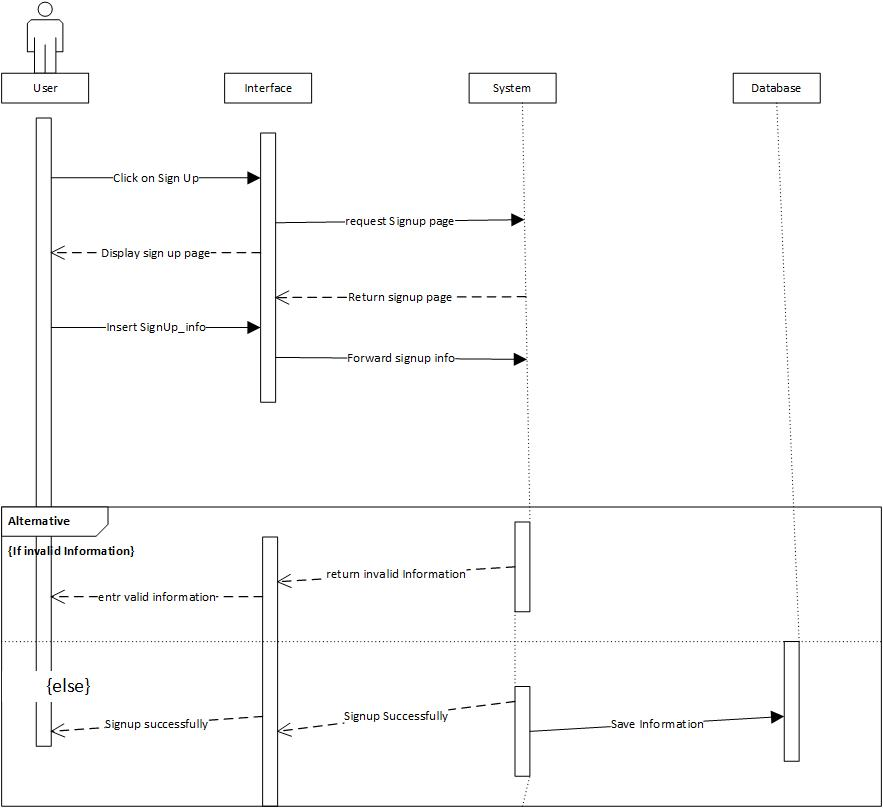 User
Interface
System
Database
Click on Sign Up
request Signup page
Display sign up page
Return signup page
Insert SignUp_info
Forward signup info
Alternative
{If invalid Information}
return invalid Information
entr valid information
{else}
Signup successfully
Signup Successfully
Save Information